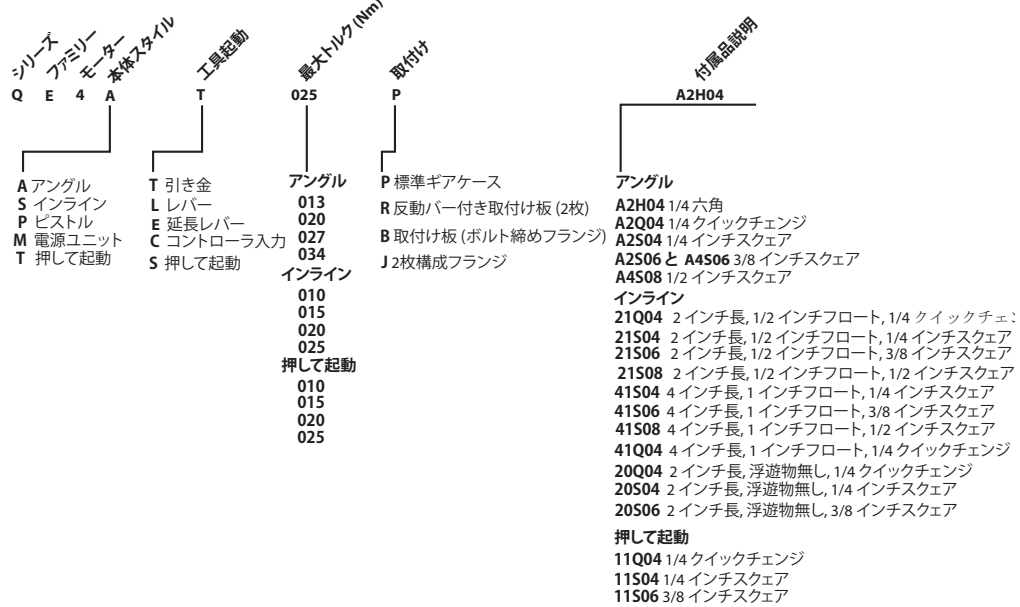 シリーズ
ファミリー
モーター
本体スタイル
工具起動
最大トルク (Nm)
取付け
付属品説明
Q E 4 A T 025 P A2H04
A アングル
S インライン
P ピストル
M 電源ユニット
T 押して起動
T 引き金
L レバー
E 延長レバー
C コントローラ入力
S 押して起動
アングル
013
020
027
034
インライン
010
015
020
025
押して起動
010
015
020
025
P 標準ギアケース
R 反動バー付き取付け板 (2枚)
B 取付け板 (ボルト締めフランジ)
J 2枚構成フランジ
アングル
A2H04 1/4 六角
A2Q04 1/4 クイックチェンジ
A2S04 1/4 インチスクェア
A2S06 と A4S06 3/8 インチスクェア
A4S08 1/2 インチスクェア
インライン
21Q04 2 インチ長, 1/2 インチフロート, 1/4 クイックチェン
21S04 2 インチ長, 1/2 インチフロート, 1/4 インチスクェア
21S06 2 インチ長, 1/2 インチフロート, 3/8 インチスクェア
21S08 2 インチ長, 1/2 インチフロート, 1/2 インチスクェア
41S04 4 インチ長, 1 インチフロート, 1/4 インチスクェア
41S06 4 インチ長, 1 インチフロート, 3/8 インチスクェア
41S08 4 インチ長, 1 インチフロート, 1/2 インチスクェア
41Q04 4 インチ長, 1 インチフロート, 1/4 クイックチェンジ
20Q04 2 インチ長, 浮遊物無し, 1/4 クイックチェンジ
20S04 2 インチ長, 浮遊物無し, 1/4 インチスクェア
20S06 2 インチ長, 浮遊物無し, 3/8 インチスクェア
押して起動
11Q04 1/4 クイックチェンジ
11S04 1/4 インチスクェア
11S06 3/8 インチスクェア